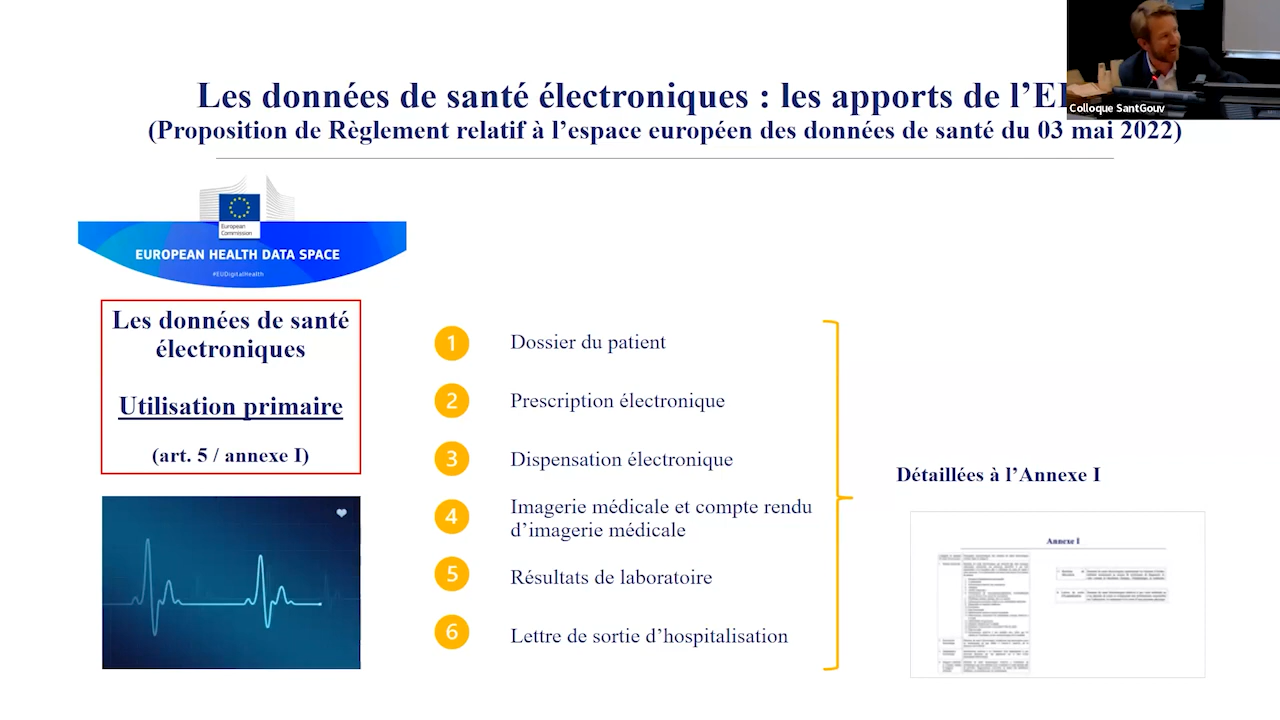 Les données de santé électroniques : les apports de l'E
(Proposition de Règlement relatif à l'espace européen des données de santé du 03 mai 2022)
Colloque SantGouv
European
Commission
EUROPEAN HEALTH DATA SPACE
#EUDigitalHealth
Les données de santé
électroniques
Utilisation primaire
(art. 5 / annexe I)
1 Dossier du patient
2 Prescription électronique
3 Dispensation électronique
4 Imagerie médicale et compte rendu
d'imagerie médicale
5 Résultats de laboratoire
6 Lettre de sortie d'hospitalisation
Détaillées à l'Annexe I
Annexe I